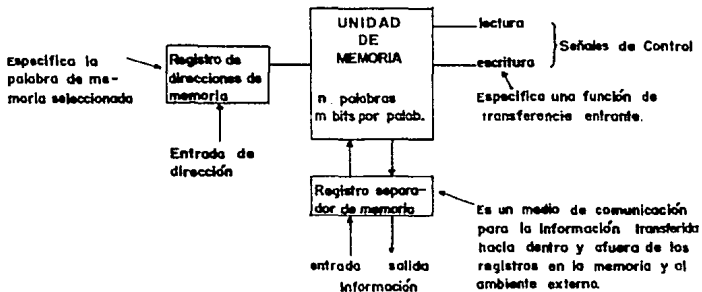 UNIDAD
DE
MEMORIA
n palabras
m bits por palab.
lectura
escritura
Señales de Control
Especifica la
palabra de me-
moria seleccionada
Registro de
direcciones de
memoria
Entrada de
dirección
Especifica una función de
transferencia entrante.
Registro separa-
dor de memoria
Es un medio de comunicación
para la información transferida
hacia dentro y afuera de los
registros en la memoria y al
ambiente externo.
entrada salida
Información